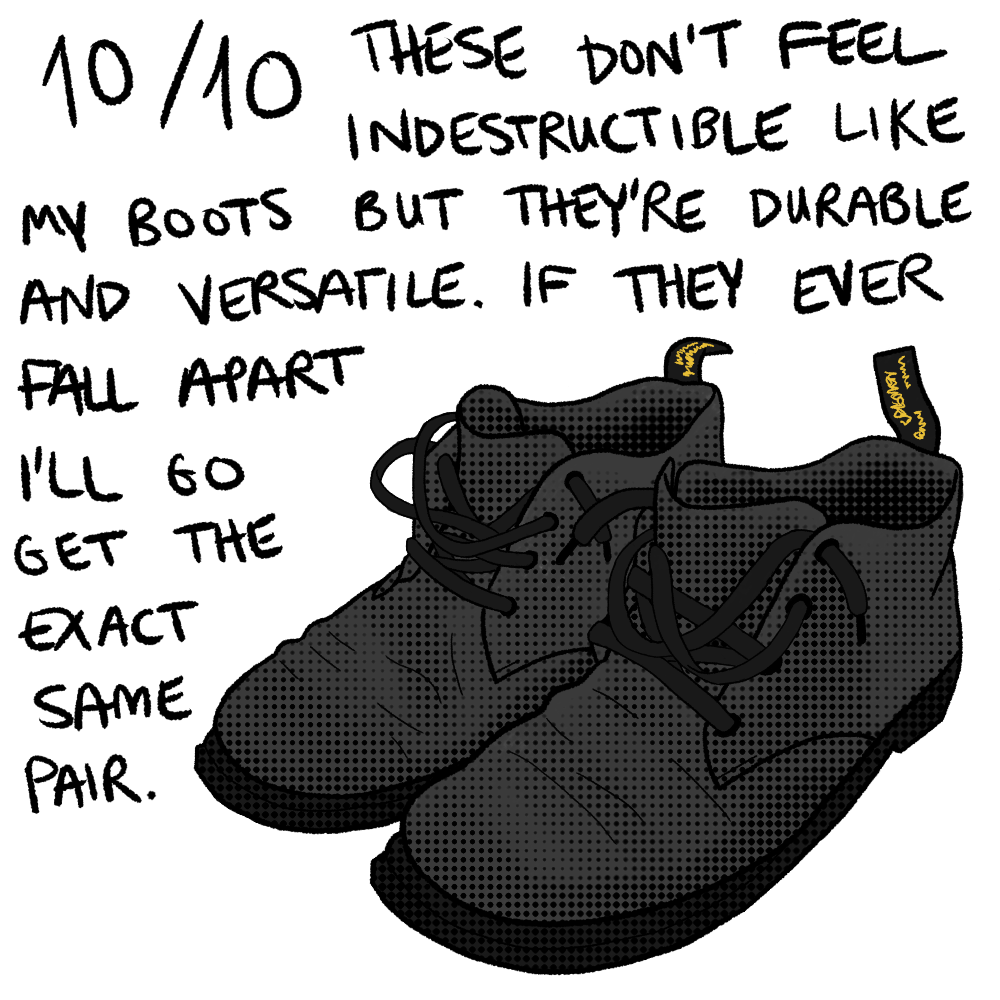 10/10 THESE DON'T FEEL
INDESTRUCTIBLE LIKE
MY BOOTS BUT THEY'RE DURABLE
AND VERSATILE. IF THEY EVER
FALL APART
I'LL GO
GET THE
EXACT
SAME
PAIR.